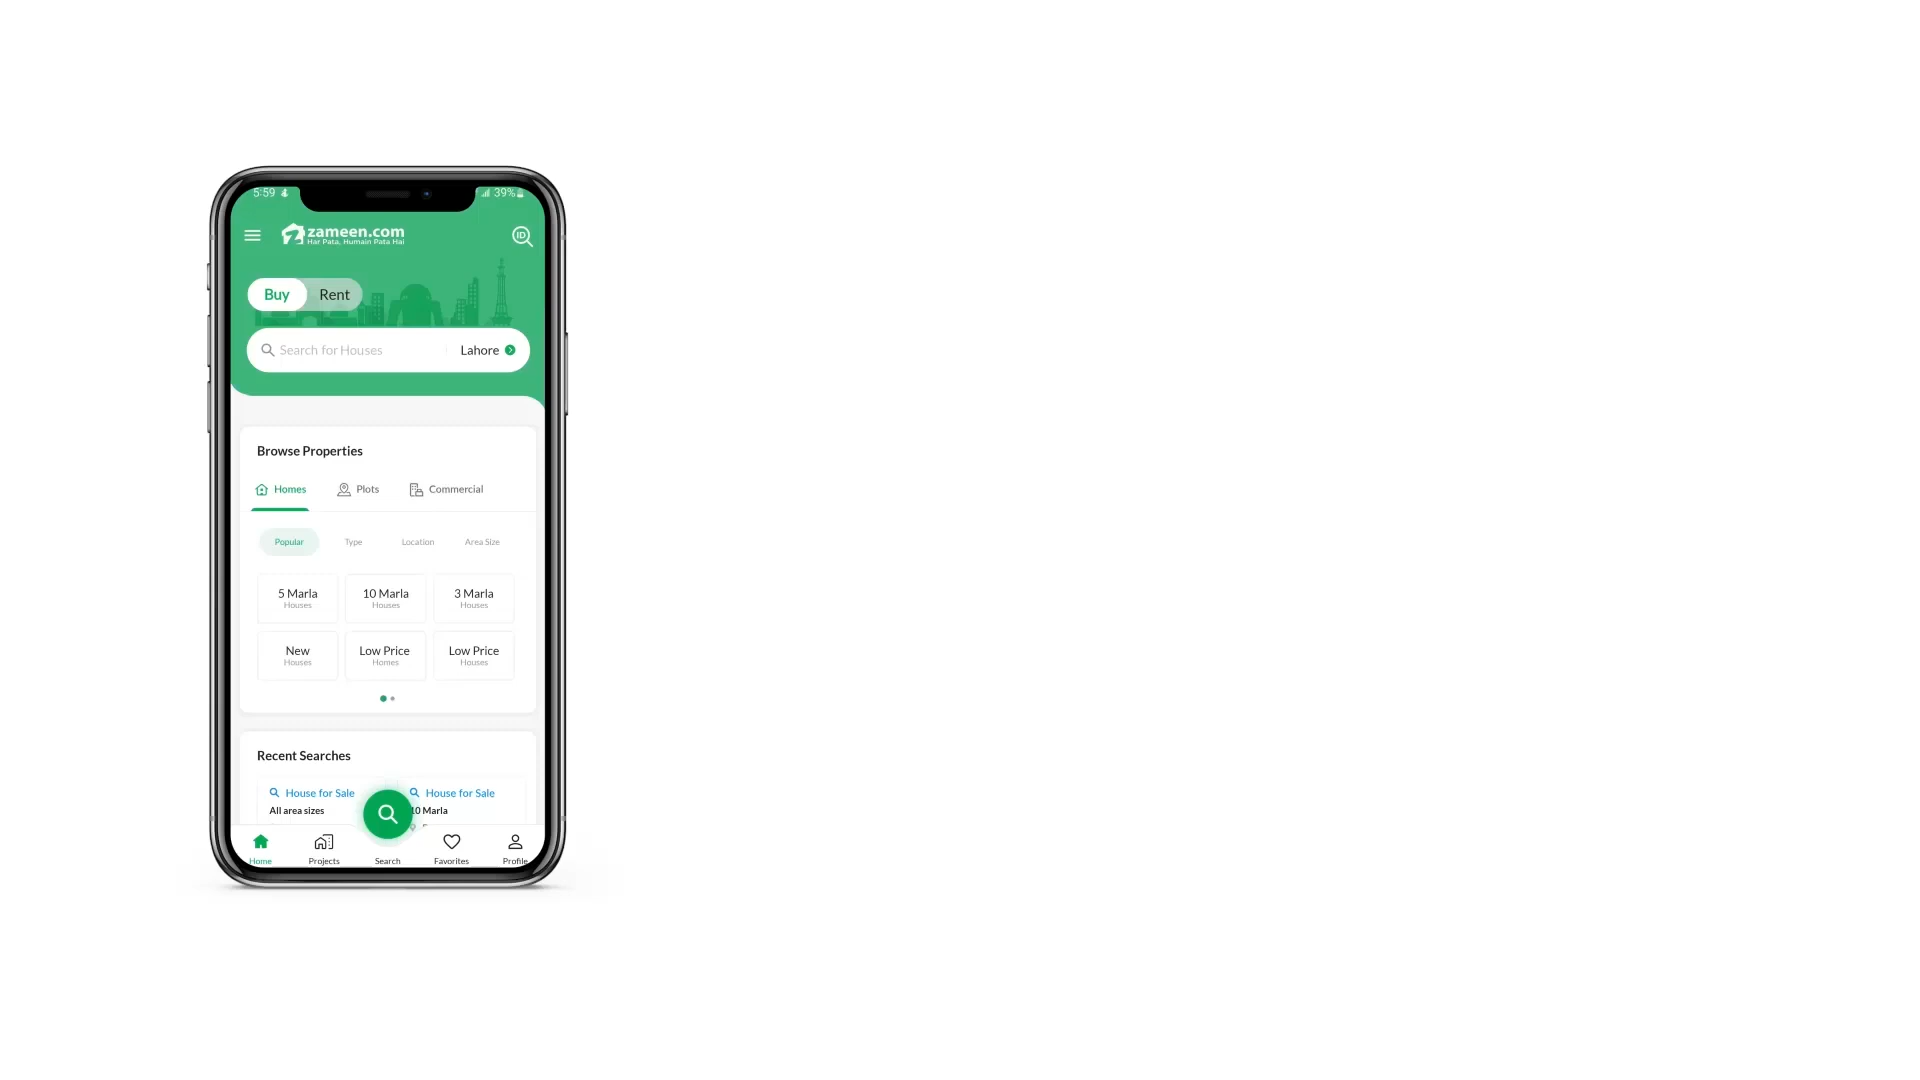 5:59
39%
zameen.com
Har Pata, Humain Pata Hai
ID
Buy Rent
Search for Houses Lahore
Browse Properties
Homes Plots Commercial
Popular Type Location Area Size
5 Marla 10 Marla 3 Marla
Houses Houses Houses
New Low Price Low Price
Houses Homes Houses
Recent Searches
House for Sale House for Sale
All area sizes 10 Marla
Home Projects Search Favorites Profile